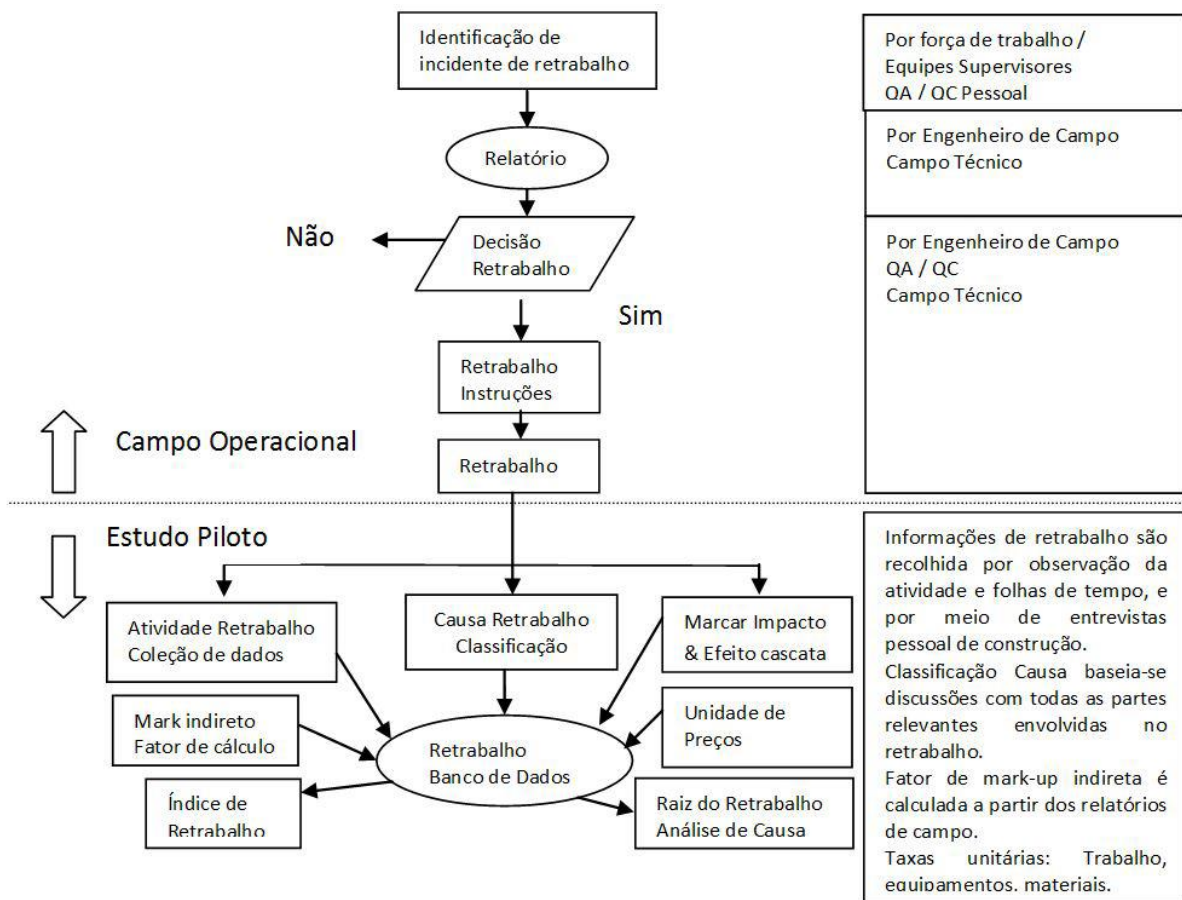 Identificação de
incidente de retrabalho
Por força de trabalho /
Equipes Supervisores
QA / QC Pessoal
Relatório
Por Engenheiro de Campo
Campo Técnico
Não
Decisão
Retrabalho
Por Engenheiro de Campo
QA / QC
Campo Técnico
Sim
Retrabalho
Instruções
Campo Operacional
Retrabalho
Estudo Piloto
Atividade Retrabalho
Coleção de dados
Causa Retrabalho
Classificação
Marcar Impacto
& Efeito cascata
Mark indireto
Fator de cálculo
Unidade de
Preços
Retrabalho
Banco de Dados
Índice de
Retrabalho
Raiz do Retrabalho
Análise de Causa
Informações de retrabalho são
recolhida por observação da
atividade e folhas de tempo, e
por meio de entrevistas
pessoal de construção.
Classificação Causa baseia-se
discussões com todas as partes
relevantes envolvidas no
retrabalho.
Fator de mark-up indireta é
calculada a partir dos relatórios
de campo.
Taxas unitárias: Trabalho,
equipamentos, materiais.